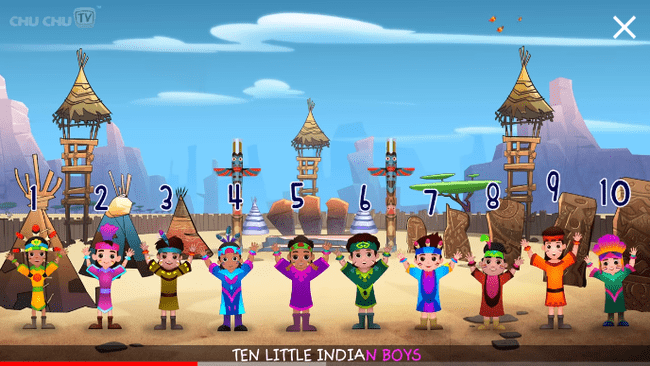 CHU CHU TV
1 2 3 4 5 6 7 8 9 10
TEN LITTLE INDIAN BOYS